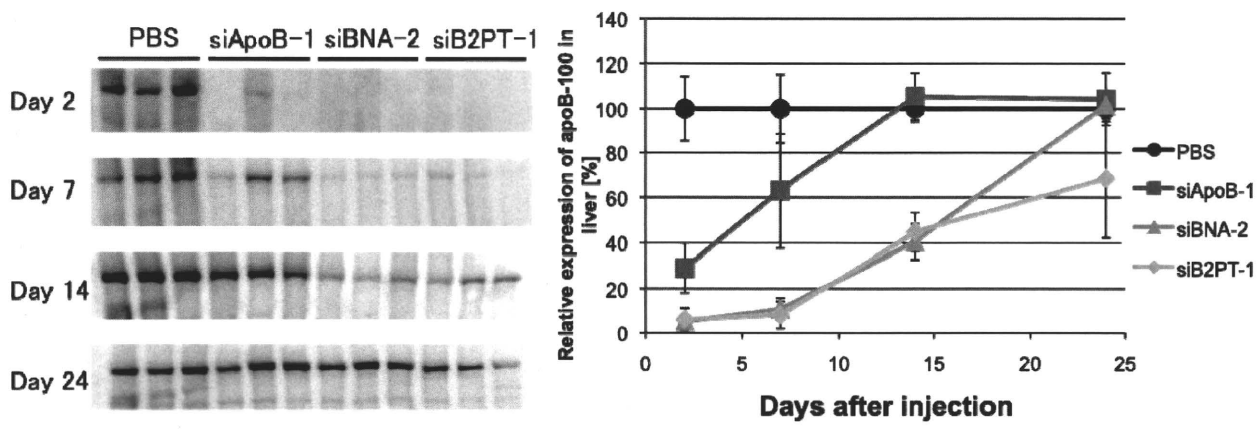 PBS siApoB-1 siBNA-2 siB2PT-1
Day 2
Day 7
Day 14
Day 24
Relative expression of apoB-100 in
liver [%]
140
120
100
80
60
40
20
0
0 5 10 15 20 25
Days after injection
PBS
siApoB-1
siBNA-2
siB2PT-1